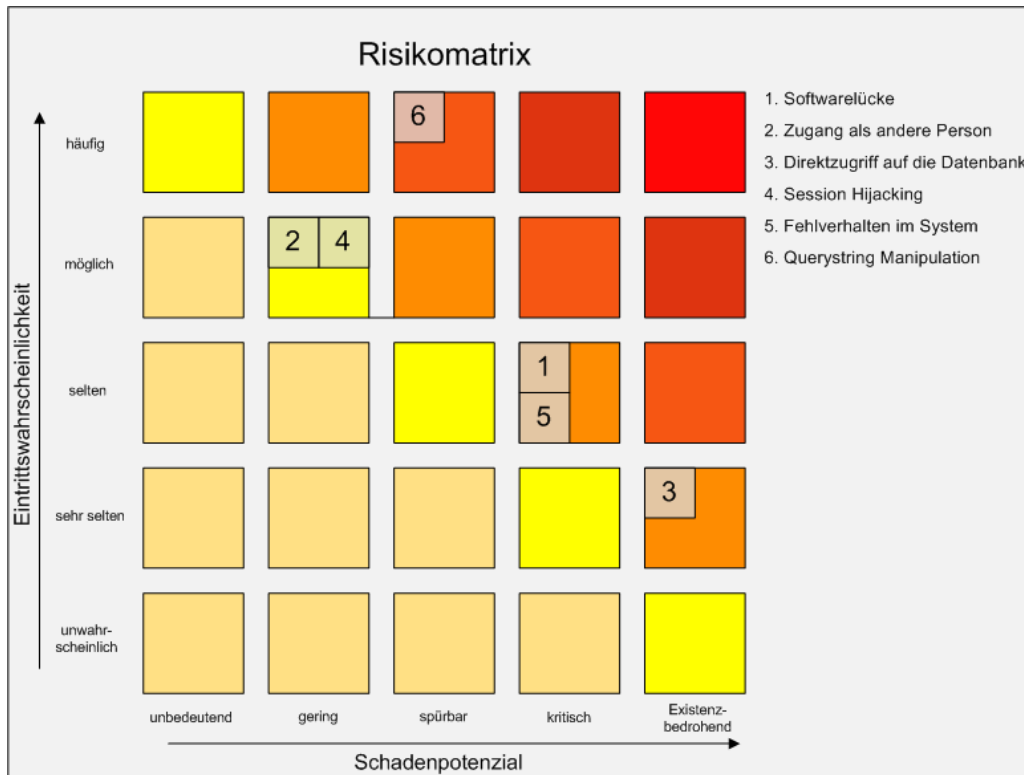 Risikomatrix
1. Softwarelücke
2. Zugang als andere Person
3. Direktzugriff auf die Datenbank
4. Session Hijacking
5. Fehlverhalten im System
6. Querystring Manipulation
Eintrittswahrscheinlichkeit
häufig
6
möglich
2 4
selten
1
5
sehr selten
3
unwahr-
scheinlich
unbedeutend gering spürbar kritisch Existenz-
bedrohend
Schadenpotenzial